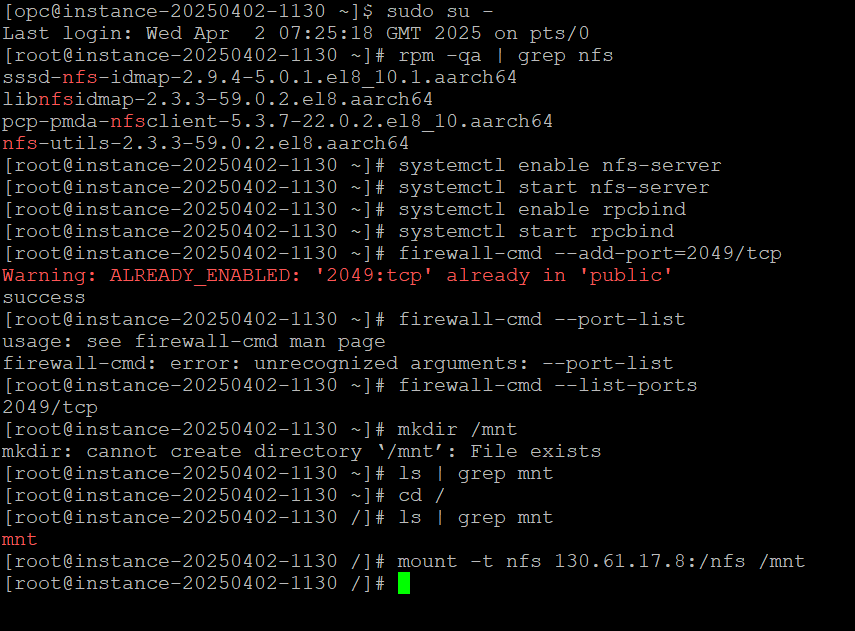 [opc@instance-20250402-1130 ~]$ sudo su -
Last login: Wed Apr  2 07:25:18 GMT 2025 on pts/0
[root@instance-20250402-1130 ~]# rpm -qa | grep nfs
sssd-nfs-idmap-2.9.4-5.0.1.el8_10.1.aarch64
libnfsidmap-2.3.3-59.0.2.el8.aarch64
pcp-pmda-nfsclient-5.3.7-22.0.2.el8_10.aarch64
nfs-utils-2.3.3-59.0.2.el8.aarch64
[root@instance-20250402-1130 ~]# systemctl enable nfs-server
[root@instance-20250402-1130 ~]# systemctl start nfs-server
[root@instance-20250402-1130 ~]# systemctl enable rpcbind
[root@instance-20250402-1130 ~]# systemctl start rpcbind
[root@instance-20250402-1130 ~]# firewall-cmd --add-port=2049/tcp
Warning: ALREADY_ENABLED: '2049:tcp' already in 'public'
success
[root@instance-20250402-1130 ~]# firewall-cmd --port-list
usage: see firewall-cmd man page
firewall-cmd: error: unrecognized arguments: --port-list
[root@instance-20250402-1130 ~]# firewall-cmd --list-ports
2049/tcp
[root@instance-20250402-1130 ~]# mkdir /mnt
mkdir: cannot create directory ‘/mnt’: File exists
[root@instance-20250402-1130 ~]# ls | grep mnt
[root@instance-20250402-1130 ~]# cd /
[root@instance-20250402-1130 /]# ls | grep mnt
mnt
[root@instance-20250402-1130 /]# mount -t nfs 130.61.17.8:/nfs /mnt
[root@instance-20250402-1130 /]#